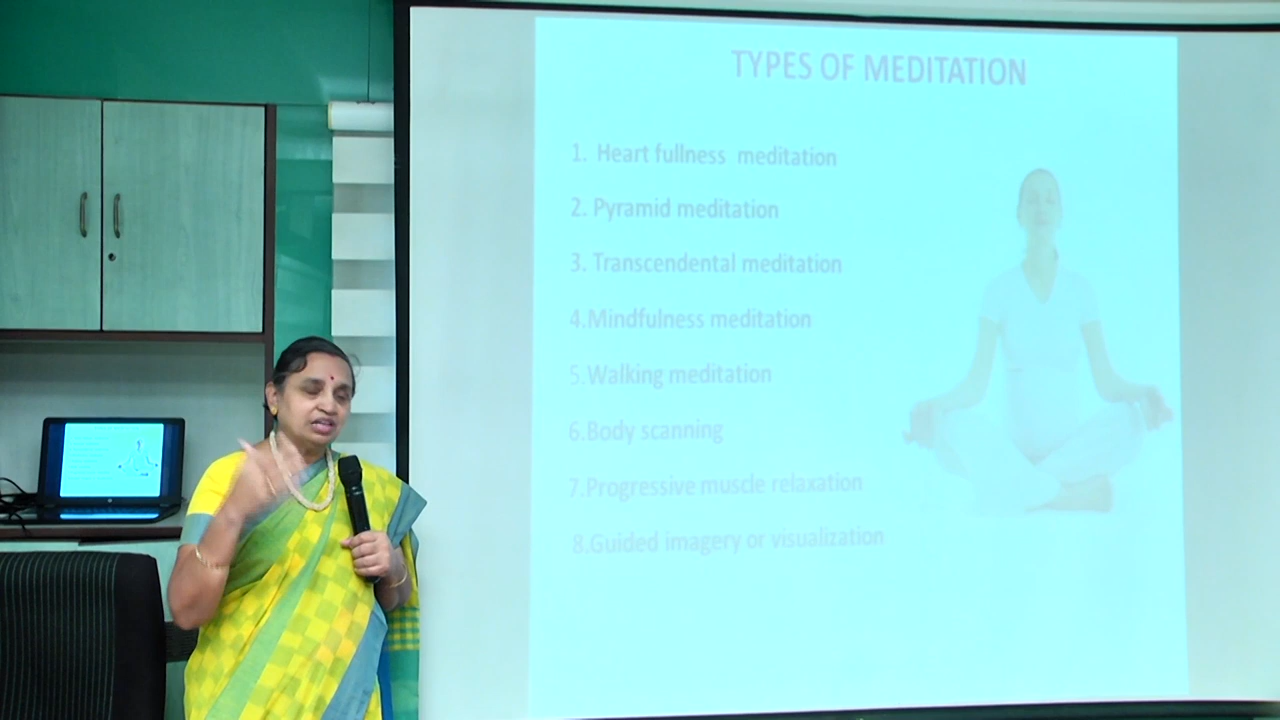 TYPES OF MEDITATION
1. Heart fullness meditation
2. Pyramid meditation
3. Transcendental meditation
4.Mindfulness meditation
5.Walking meditation
6.Body scanning
7.Progressive muscle relaxation
8.Guided imagery or visualization